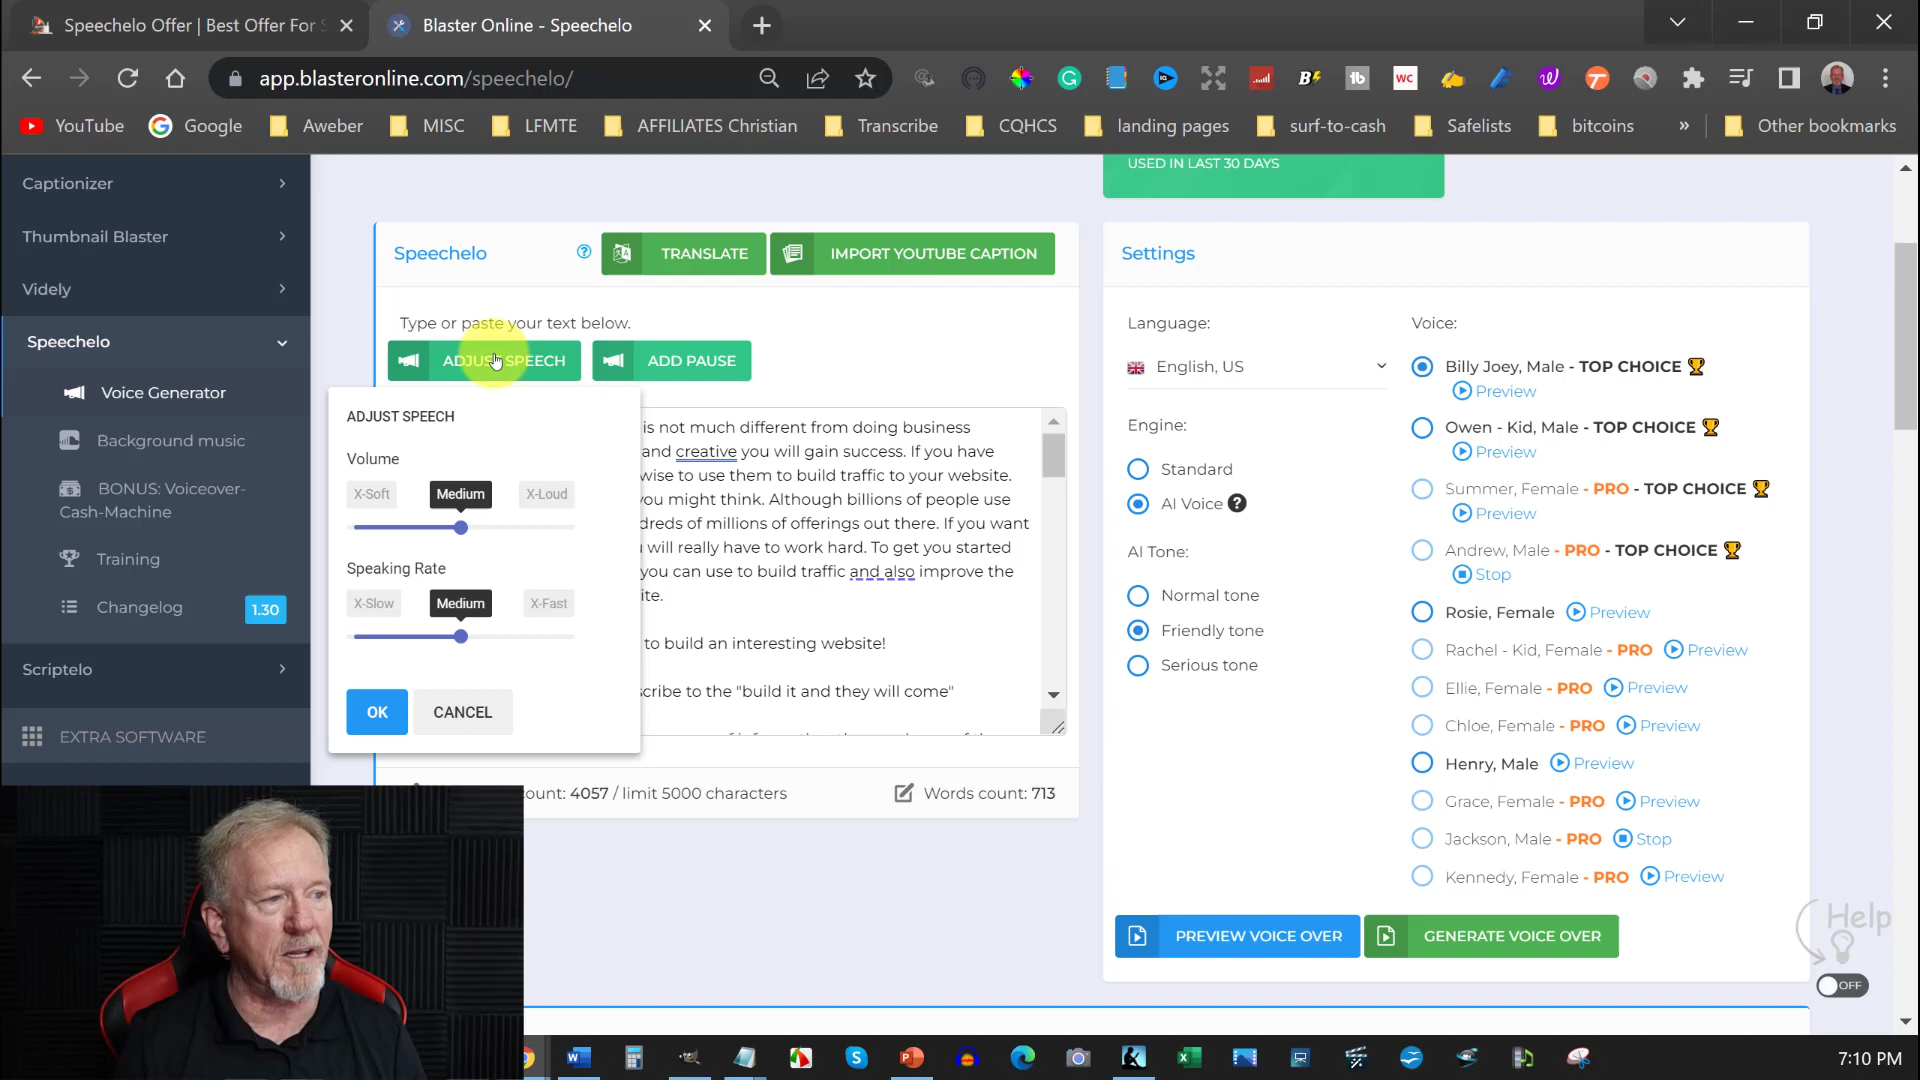 Speechelo Offer | Best Offer For S
Blaster Online - Speechelo
app.blasteronline.com/speechelo/
YouTube
Google
Aweber
MISC
LFMTE
AFFILIATES Christian
Transcribe
CQHCS
landing pages
surf-to-cash
Safelists
bitcoins
»
Other bookmarks
Captionizer
Thumbnail Blaster
Videly
Speechelo
Voice Generator
Background music
BONUS: Voiceover-
Cash-Machine
Training
Changelog
1.30
Scriptelo
EXTRA SOFTWARE
USED IN LAST 30 DAYS
Speechelo
TRANSLATE
IMPORT YOUTUBE CAPTION
Type or paste your text below.
ADJUST SPEECH
ADD PAUSE
ADJUST SPEECH
Volume
X-Soft
Medium
X-Loud
Speaking Rate
X-Slow
Medium
X-Fast
OK
CANCEL
is not much different from doing business
and creative you will gain success. If you have
wise to use them to build traffic to your website.
you might think. Although billions of people use
dreds of millions of offerings out there. If you want
will really have to work hard. To get you started
you can use to build traffic and also improve the
ite.
to build an interesting website!
scribe to the "build it and they will come"
ount: 4057 / limit 5000 characters
Words count: 713
Settings
Language:
English, US
Engine:
Standard
AI Voice
AI Tone:
Normal tone
Friendly tone
Serious tone
Voice:
Billy Joey, Male - TOP CHOICE
Preview
Owen - Kid, Male - TOP CHOICE
Preview
Summer, Female - PRO - TOP CHOICE
Preview
Andrew, Male - PRO - TOP CHOICE
Stop
Rosie, Female Preview
Rachel - Kid, Female - PRO Preview
Ellie, Female - PRO Preview
Chloe, Female - PRO Preview
Henry, Male Preview
Grace, Female - PRO Preview
Jackson, Male - PRO Stop
Kennedy, Female - PRO Preview
PREVIEW VOICE OVER
GENERATE VOICE OVER
Help
OFF
7:10 PM